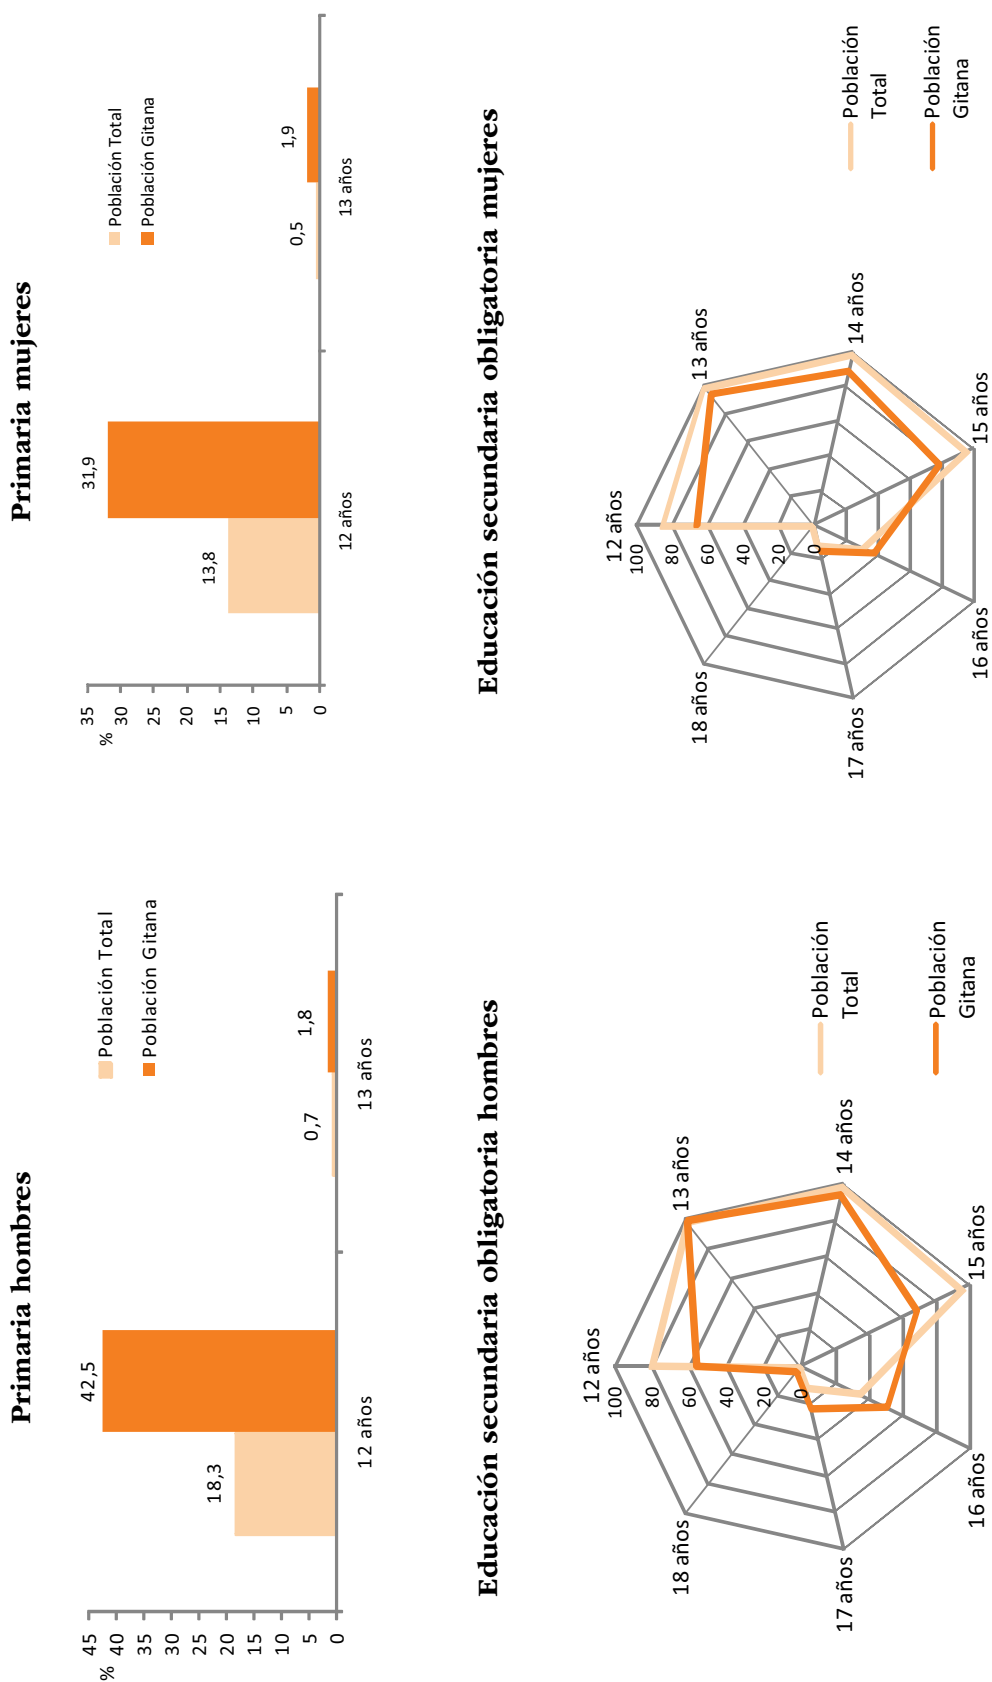 Primaria hombres
%
45
40
35
30
25
20
15
10
5
0
18,3
42,5
0,7
1,8
12 años
13 años
Población Total
Población Gitana
Primaria mujeres
%
35
30
25
20
15
10
5
0
13,8
31,9
0,5
1,9
12 años
13 años
Población Total
Población Gitana
Educación secundaria obligatoria hombres
12 años
13 años
14 años
15 años
16 años
17 años
18 años
100
80
60
40
20
0
Población
Total
Población
Gitana
Educación secundaria obligatoria mujeres
12 años
13 años
14 años
15 años
16 años
17 años
18 años
100
80
60
40
20
0
Población
Total
Población
Gitana